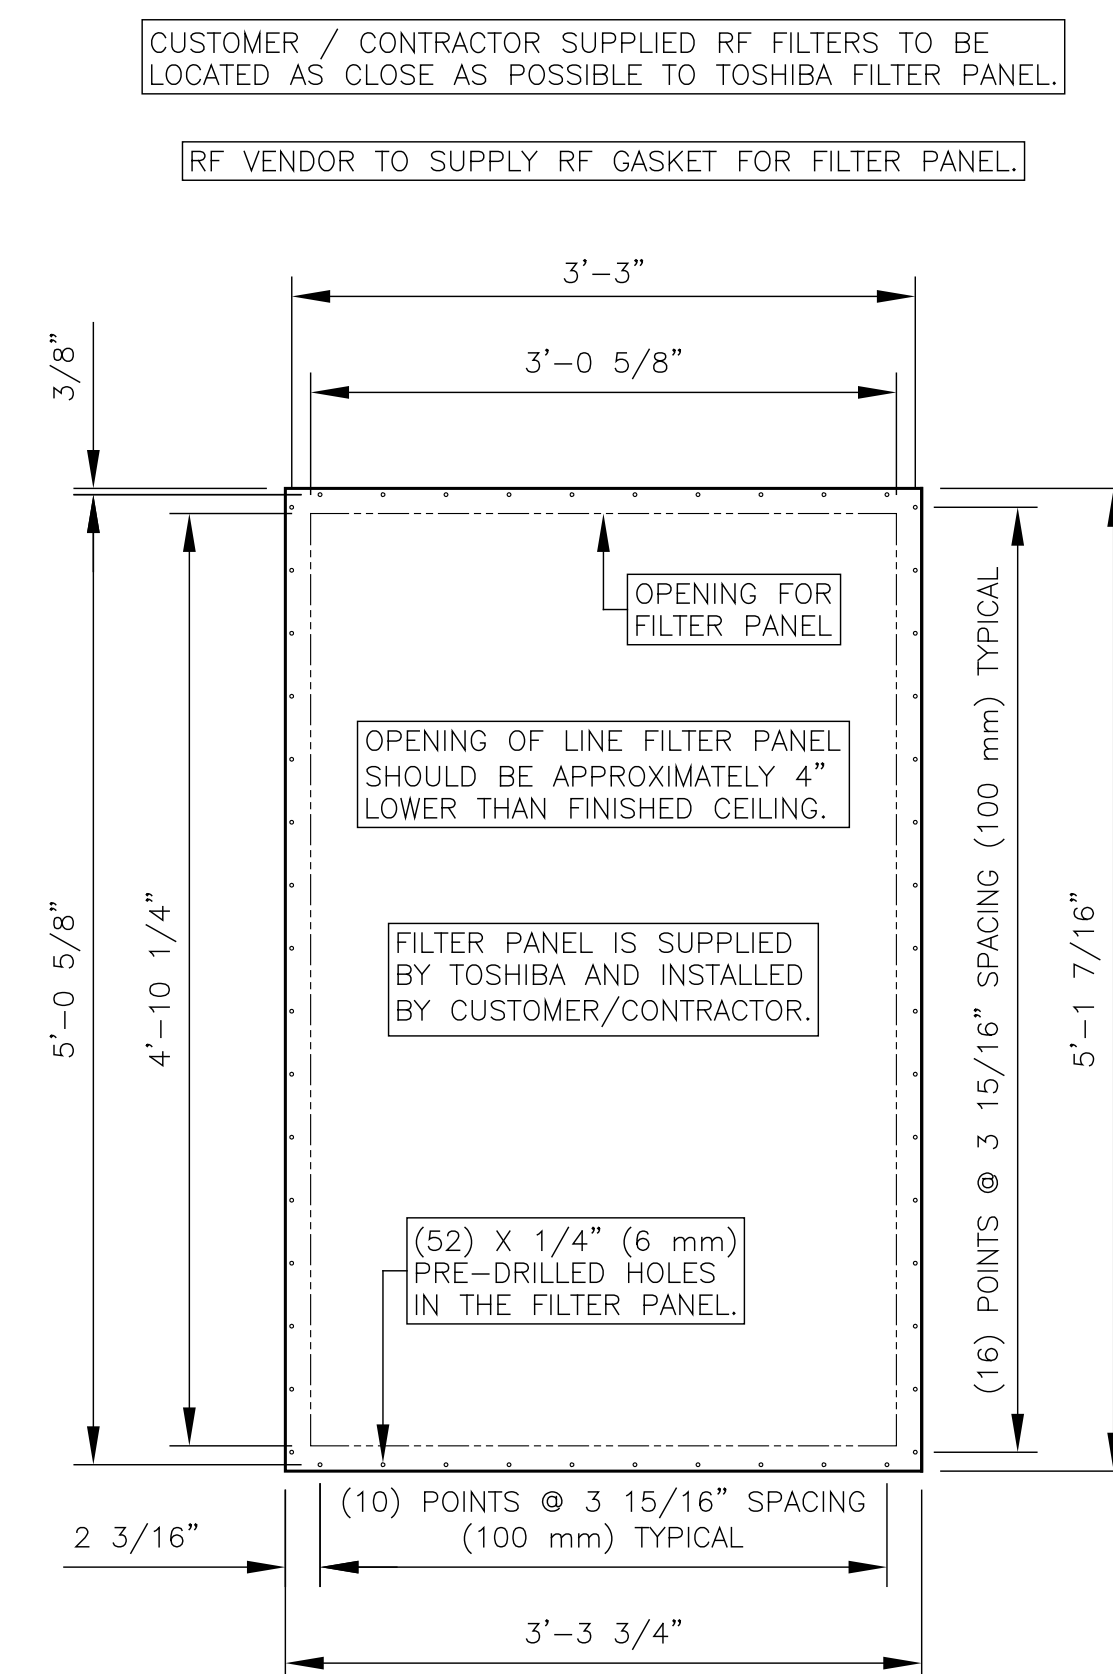 CUSTOMER / CONTRACTOR SUPPLIED RF FILTERS TO BE
LOCATED AS CLOSE AS POSSIBLE TO TOSHIBA FILTER PANEL.
RF VENDOR TO SUPPLY RF GASKET FOR FILTER PANEL.
3'-3"
3'-0 5/8"
3/8"
OPENING FOR
FILTER PANEL
OPENING OF LINE FILTER PANEL
SHOULD BE APPROXIMATELY 4"
LOWER THAN FINISHED CEILING.
5'-0 5/8"
4'-10 1/4"
FILTER PANEL IS SUPPLIED
BY TOSHIBA AND INSTALLED
BY CUSTOMER/CONTRACTOR.
(16) POINTS @ 3 15/16" SPACING (100 mm) TYPICAL
5'-1 7/16"
(52) X 1/4" (6 mm)
PRE-DRILLED HOLES
IN THE FILTER PANEL.
(10) POINTS @ 3 15/16" SPACING
(100 mm) TYPICAL
2 3/16"
3'-3 3/4"